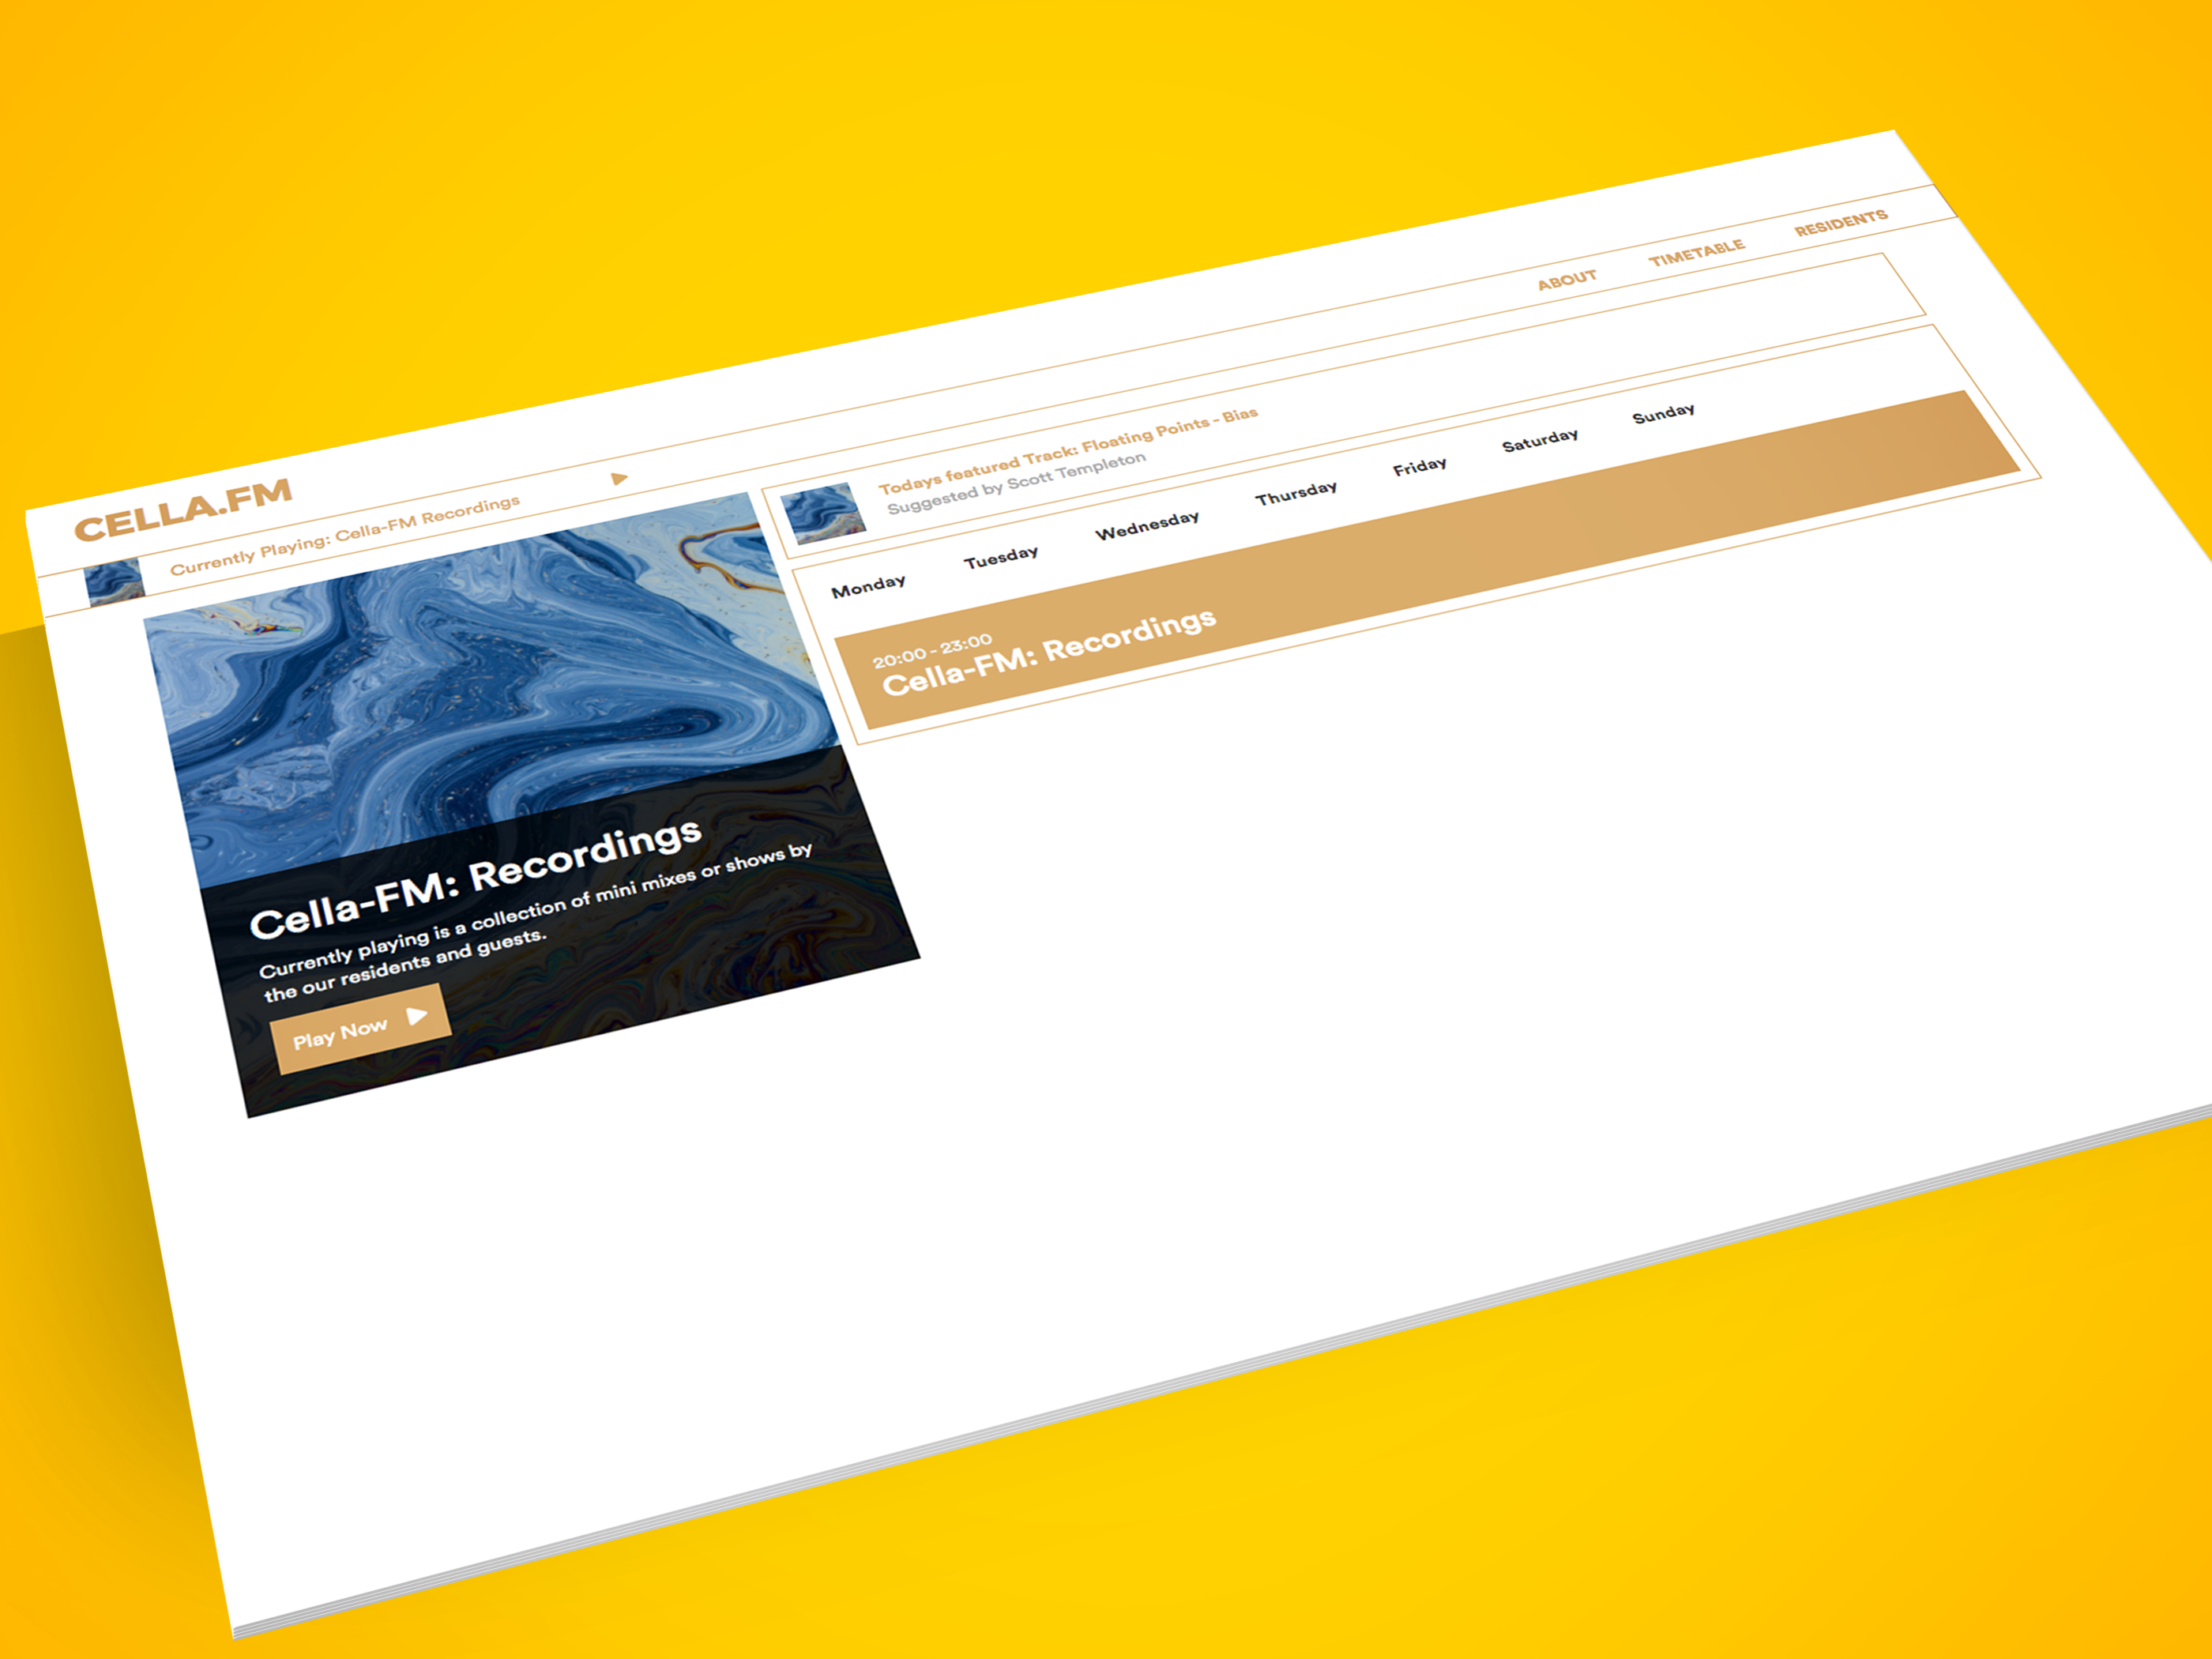 CELLA.FM
Currently Playing: Cella-FM Recordings
ABOUT
TIMETABLE
RESIDENTS
Cella-FM: Recordings
Currently playing is a collection of mini mixes or shows by
the our residents and guests.
Play Now
Todays featured Track: Floating Points - Bias
Suggested by Scott Templeton
Monday
Tuesday
Wednesday
Thursday
Friday
Saturday
Sunday
20:00 - 23:00
Cella-FM: Recordings